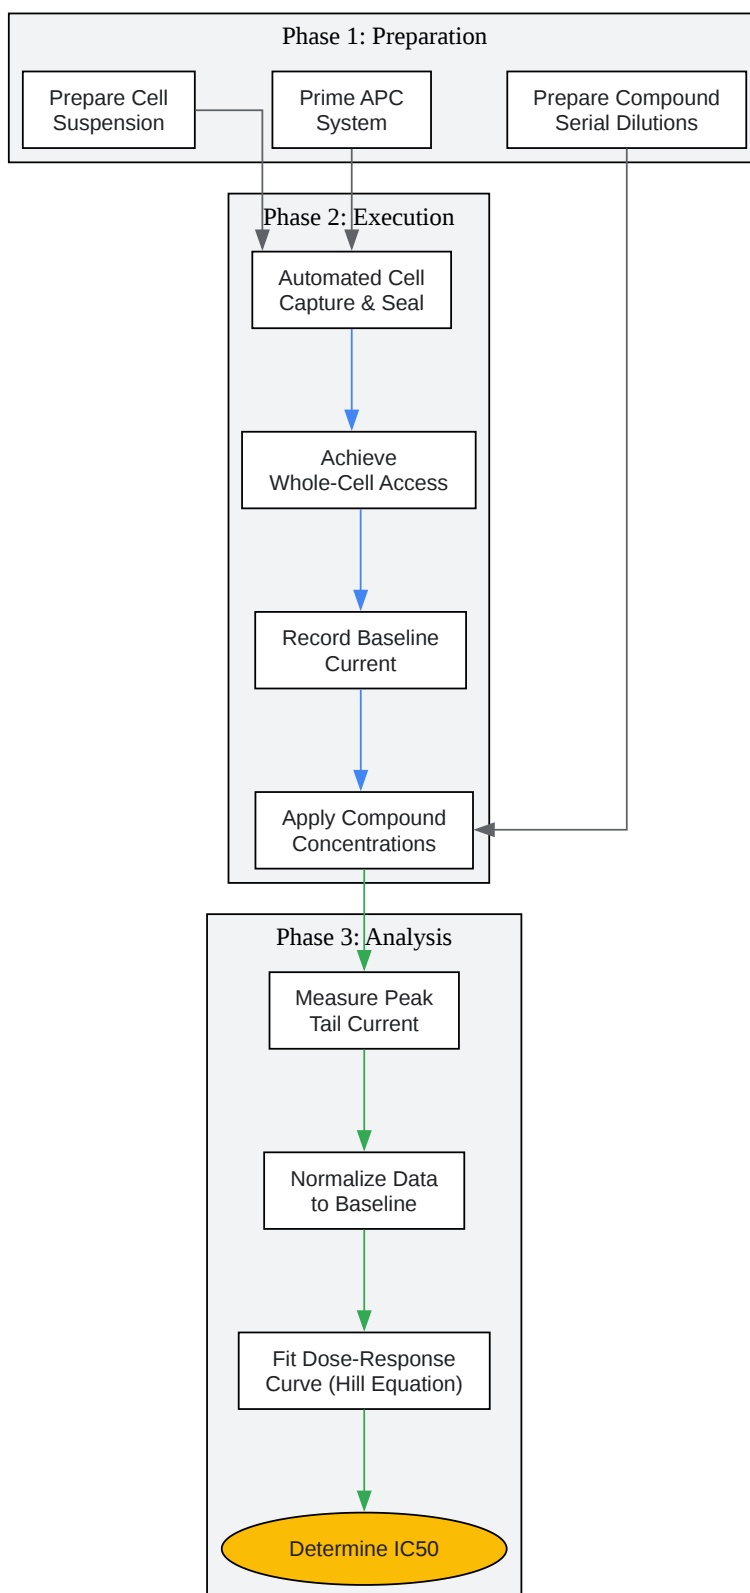 Phase 1: Preparation
Prepare Cell
Suspension
Prime APC
System
Prepare Compound
Serial Dilutions
Phase 2: Execution
Automated Cell
Capture & Seal
Achieve
Whole-Cell Access
Record Baseline
Current
Apply Compound
Concentrations
Phase 3: Analysis
Measure Peak
Tail Current
Normalize Data
to Baseline
Fit Dose-Response
Curve (Hill Equation)
Determine IC50